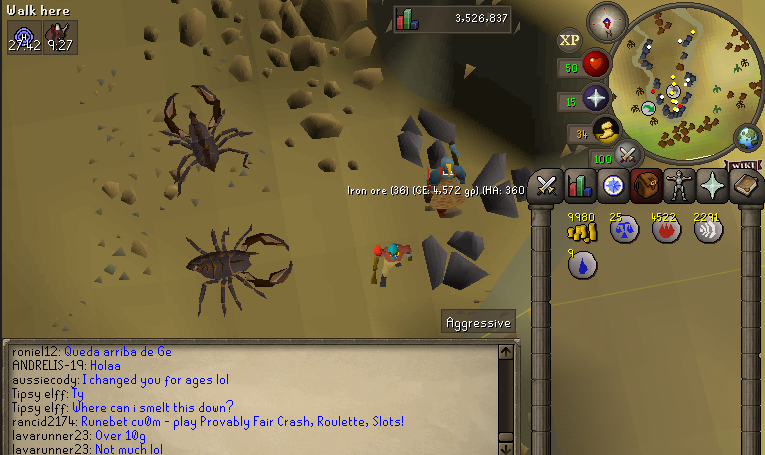 Walk here
3,526,837
27:42 9:27
XP
50
15
34
100
WIKI
Iron ore (36) (GE: 4,572 gp) (HA: 360
9980 25 4522 2291
9
Aggressive
roniel12: Queda arriba de Ge
ANDRELIS-19: Holaa
aussiecody: I changed you for ages lol
Tipsy elff: Ty
Tipsy elff: Where can i smelt this down?
rancid2174: Runebet cu0m - play Provably Fair Crash, Roulette, Slots!
lavarunner23: Over 10g
lavarunner23: Not much lol